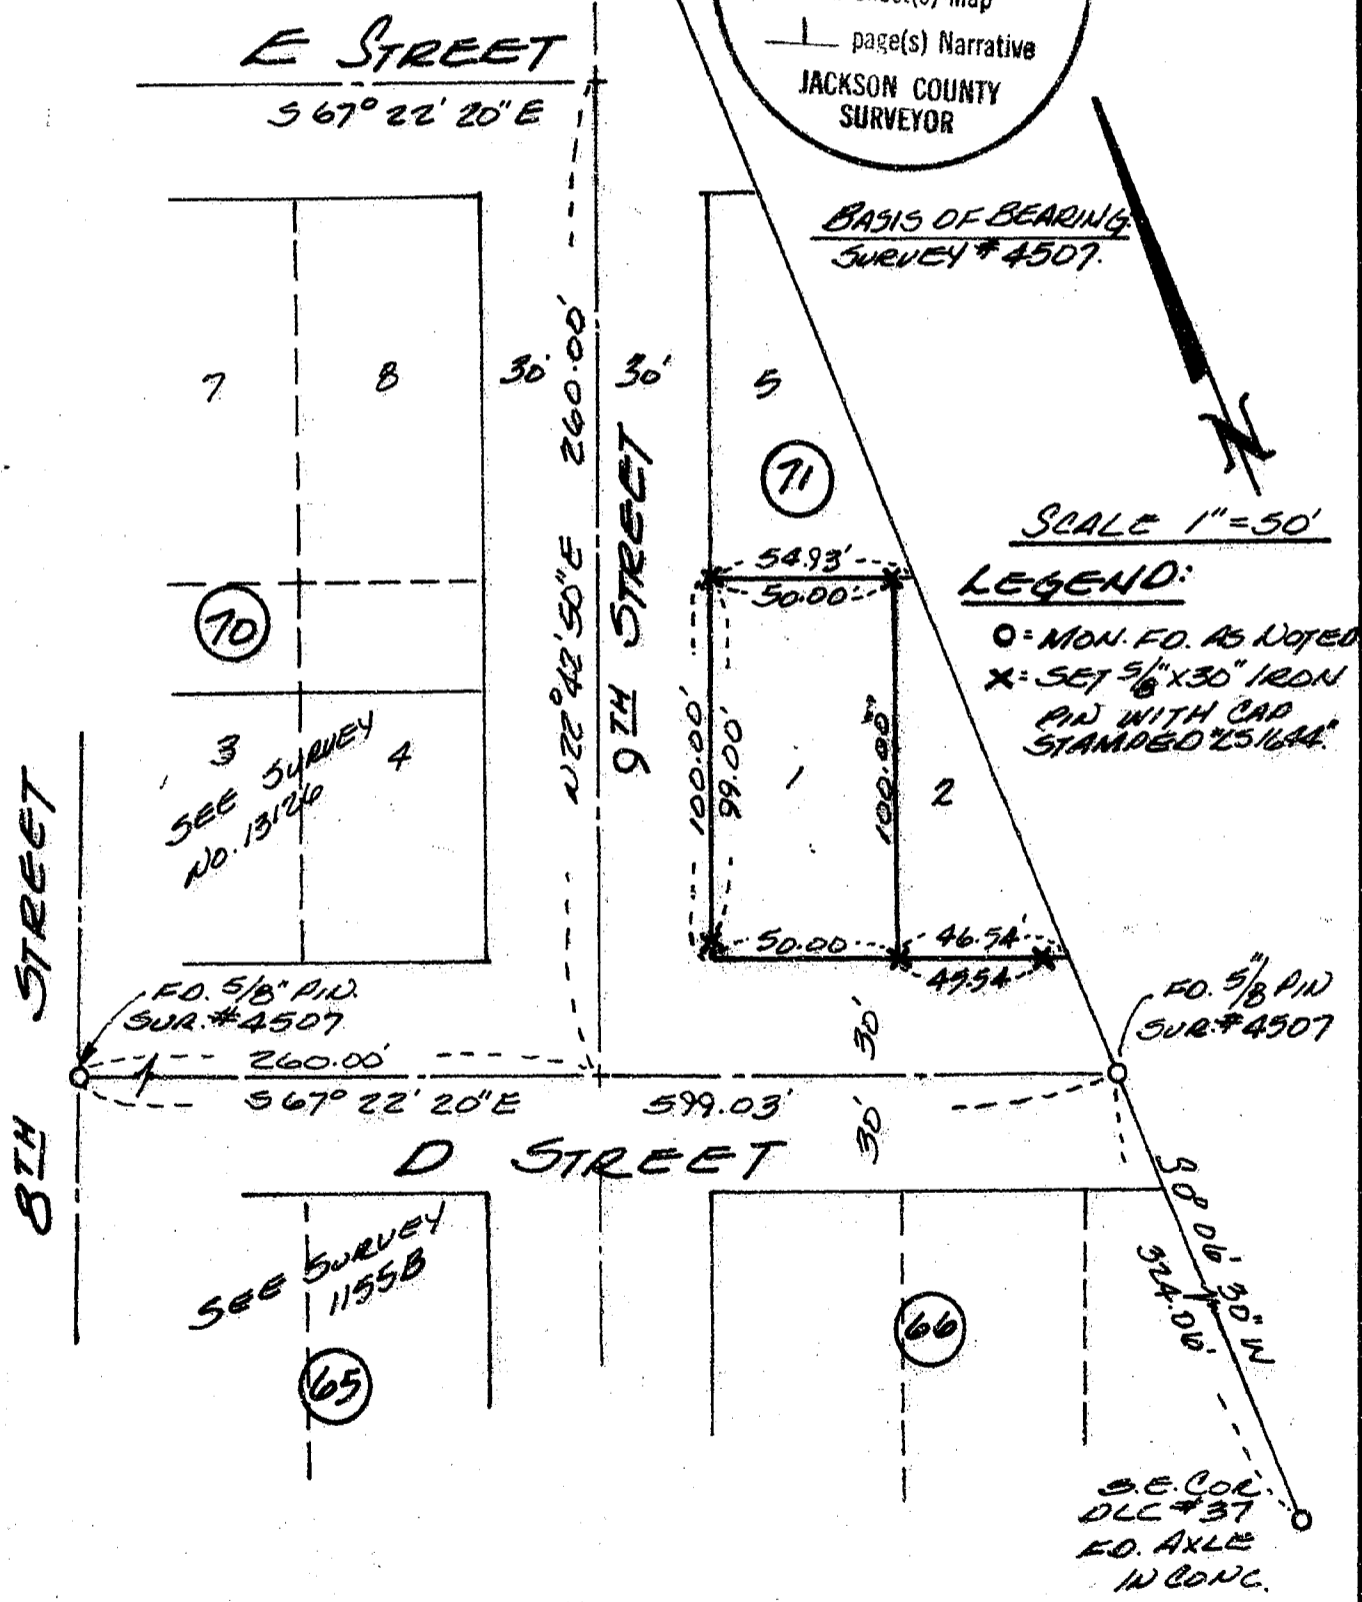 page(s) Narrative
JACKSON COUNTY
SURVEYOR
E STREET
S 67° 22' 20" E
BASIS OF BEARING:
SURVEY # 4507.
N
7
8
30'
30'
5
71
N22° 42' 50" E 260.00'
9TH STREET
SCALE 1"=50'
LEGEND:
O = MON. FD. AS NOTED
X = SET 5/8" X 30" IRON
PIN WITH CAP
STAMPED "LS1644"
54.93'
50.00'
70
100.00'
99.00'
1
100.00'
2
3
4
SEE SURVEY
NO. 13126
8TH STREET
50.00
46.54'
FD. 5/8" PIN
SUR. #4507
FD. 5/8" PIN
SUR. #4507
260.00'
S 67° 22' 20" E
599.03'
30'
30'
D STREET
S 0° 06' 30" W
324.06'
SEE SURVEY
65
66
S.E. COR.
DLC #37
FD. AXLE
IN CONC.